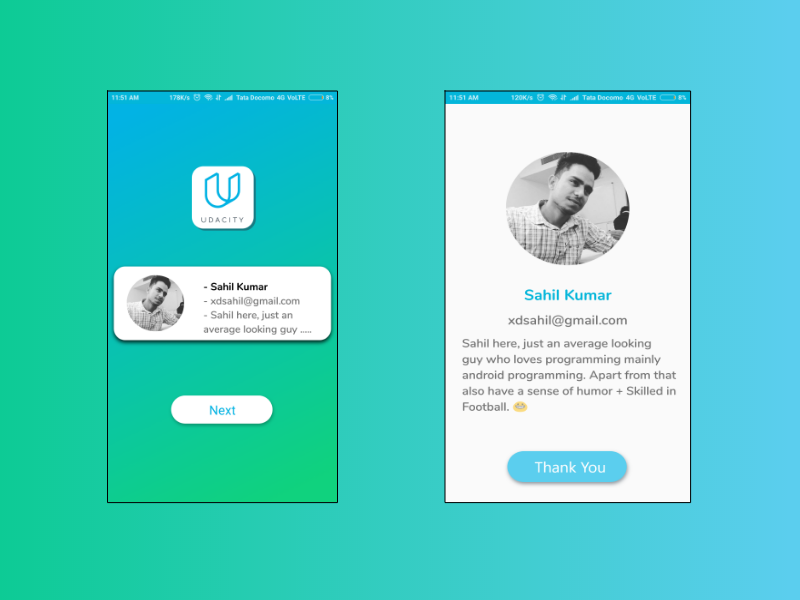 11:51 AM 178K/s Tata Docomo 4G VoLTE 8%
UDACITY
- Sahil Kumar
- xdsahil@gmail.com
- Sahil here, just an
average looking guy .....
Next
11:51 AM 120K/s Tata Docomo 4G VoLTE 8%
Sahil Kumar
xdsahil@gmail.com
Sahil here, just an average looking
guy who loves programming mainly
android programming. Apart from that
also have a sense of humor + Skilled in
Football. 😁
Thank You